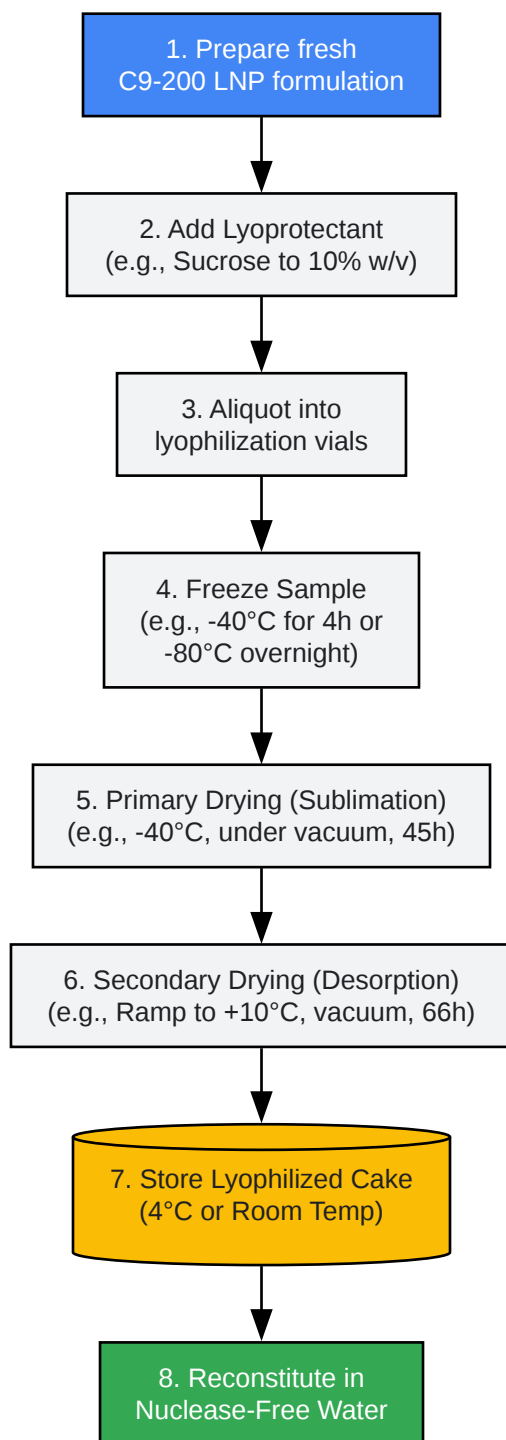 1. Prepare fresh
C9-200 LNP formulation
2. Add Lyoprotectant
(e.g., Sucrose to 10% w/v)
3. Aliquot into
lyophilization vials
4. Freeze Sample
(e.g., -40°C for 4h or
-80°C overnight)
5. Primary Drying (Sublimation)
(e.g., -40°C, under vacuum, 45h)
6. Secondary Drying (Desorption)
(e.g., Ramp to +10°C, vacuum, 66h)
7. Store Lyophilized Cake
(4°C or Room Temp)
8. Reconstitute in
Nuclease-Free Water